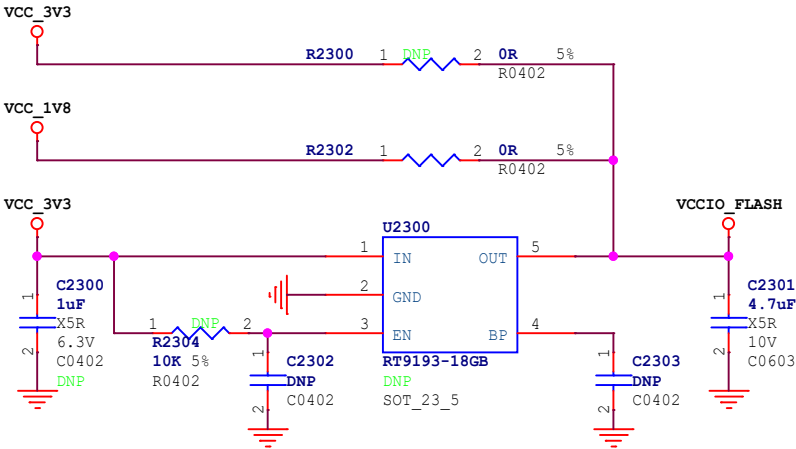 VCC_3V3
R2300 1 DNP 2 0R 5%
R0402
VCC_1V8
R2302 1 2 0R 5%
R0402
VCC_3V3
VCCIO_FLASH
U2300
1 IN OUT 5
2 GND
3 EN BP 4
RT9193-18GB
DNP
SOT_23_5
1 C2300
1uF
X5R
2 6.3V
C0402
DNP
1 DNP 2
R2304
10K 5%
R0402
1 C2302
DNP
2 C0402
1 C2303
DNP
2 C0402
1 C2301
4.7uF
X5R
2 10V
C0603